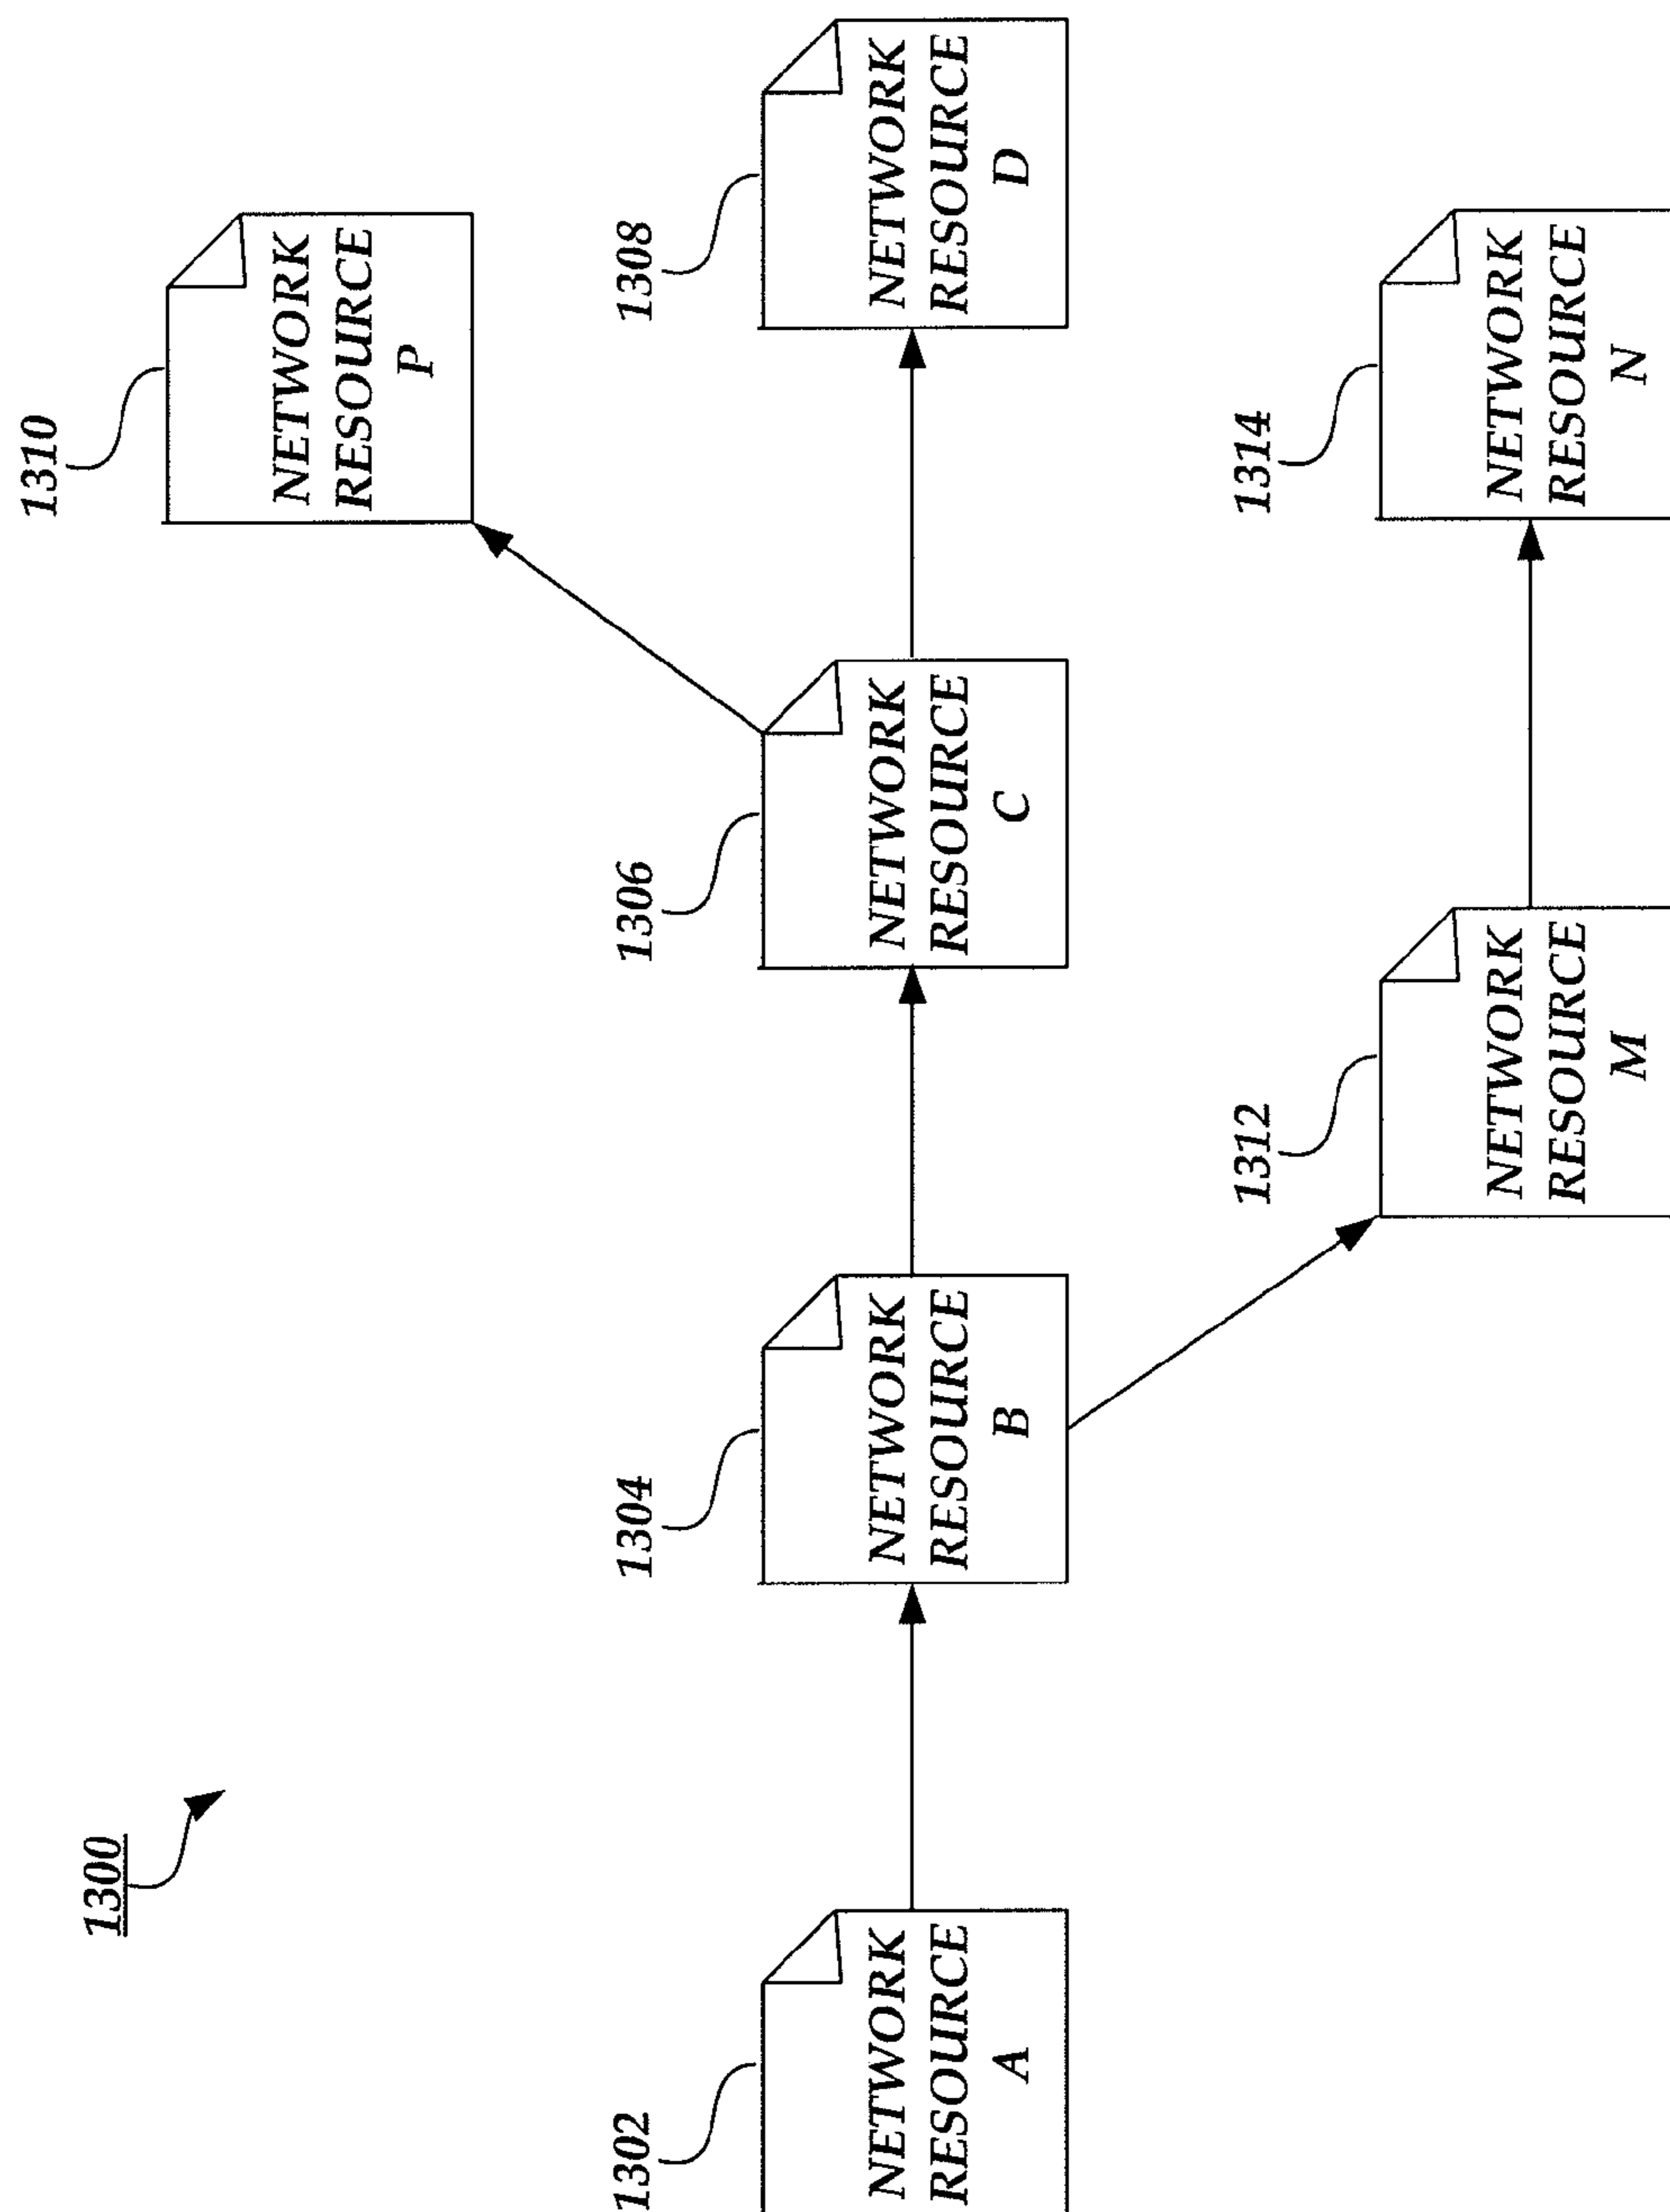 1300
1310
NETWORK
RESOURCE
P
1302
NETWORK
RESOURCE
A
1304
NETWORK
RESOURCE
B
1306
NETWORK
RESOURCE
C
1308
NETWORK
RESOURCE
D
1312
NETWORK
RESOURCE
M
1314
NETWORK
RESOURCE
N